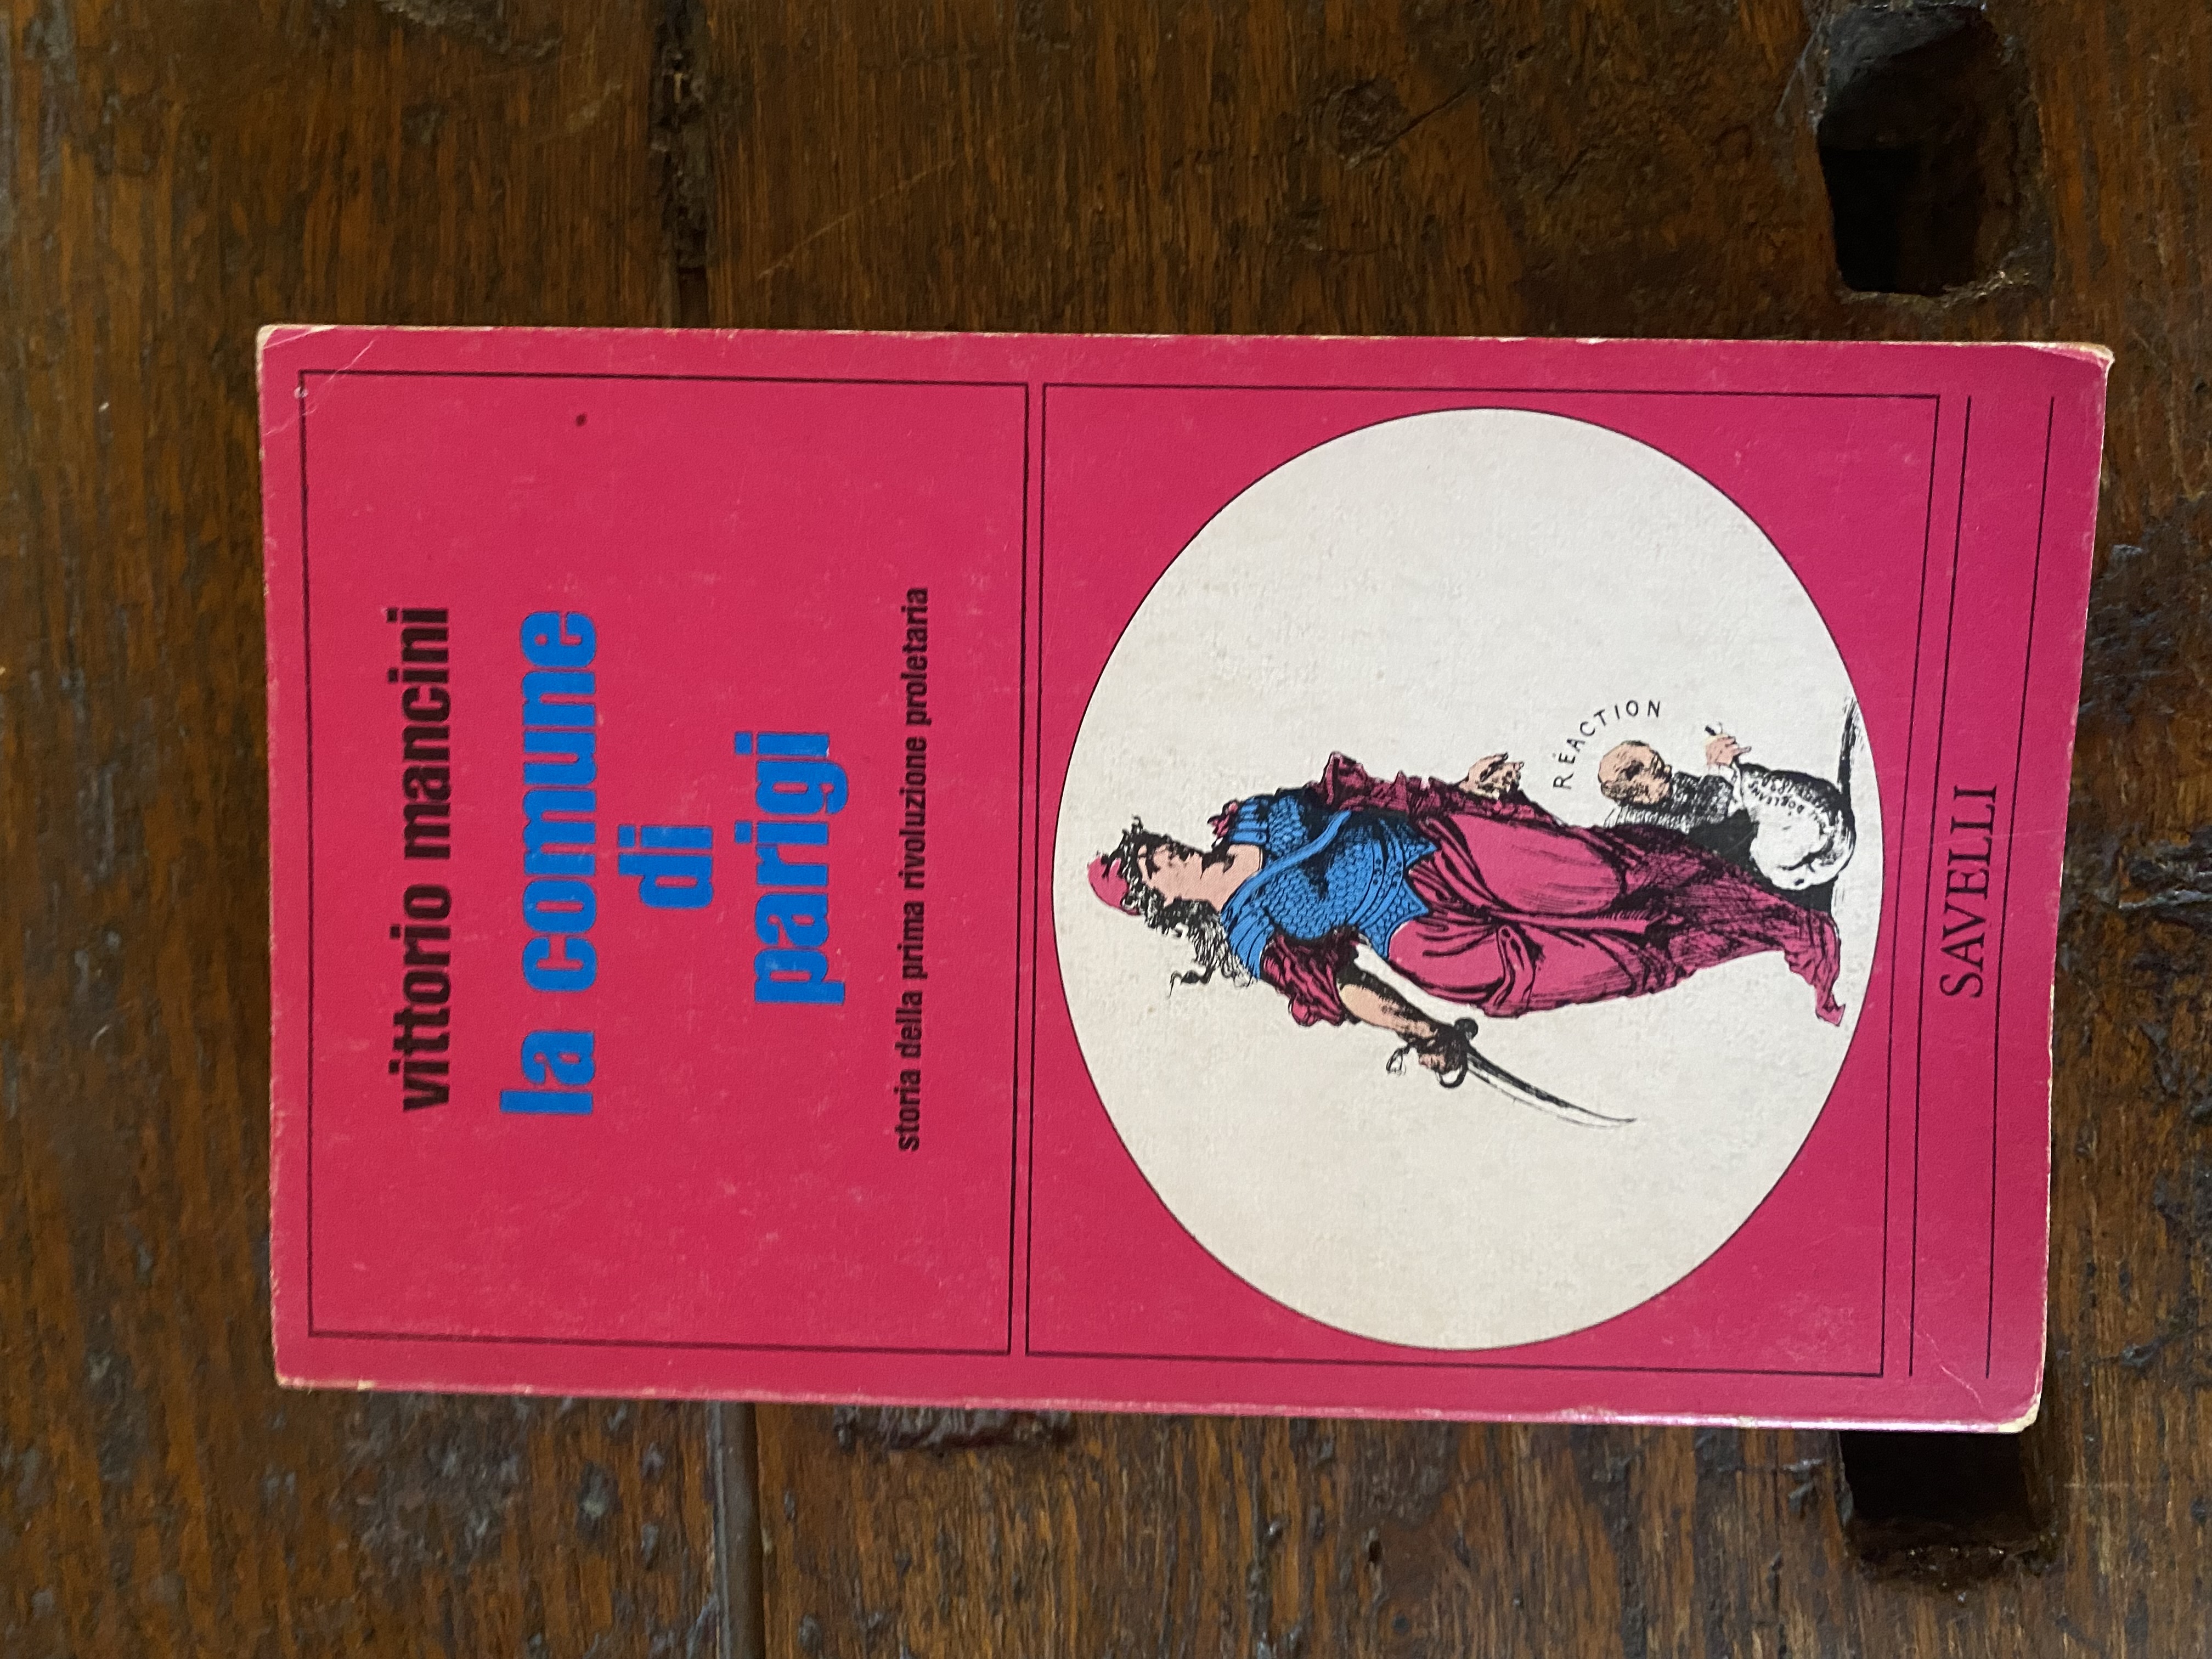 vittorio mancini
la comune
di
parigi
storia della prima rivoluzione proletaria
RÉACTION
SAVELLI